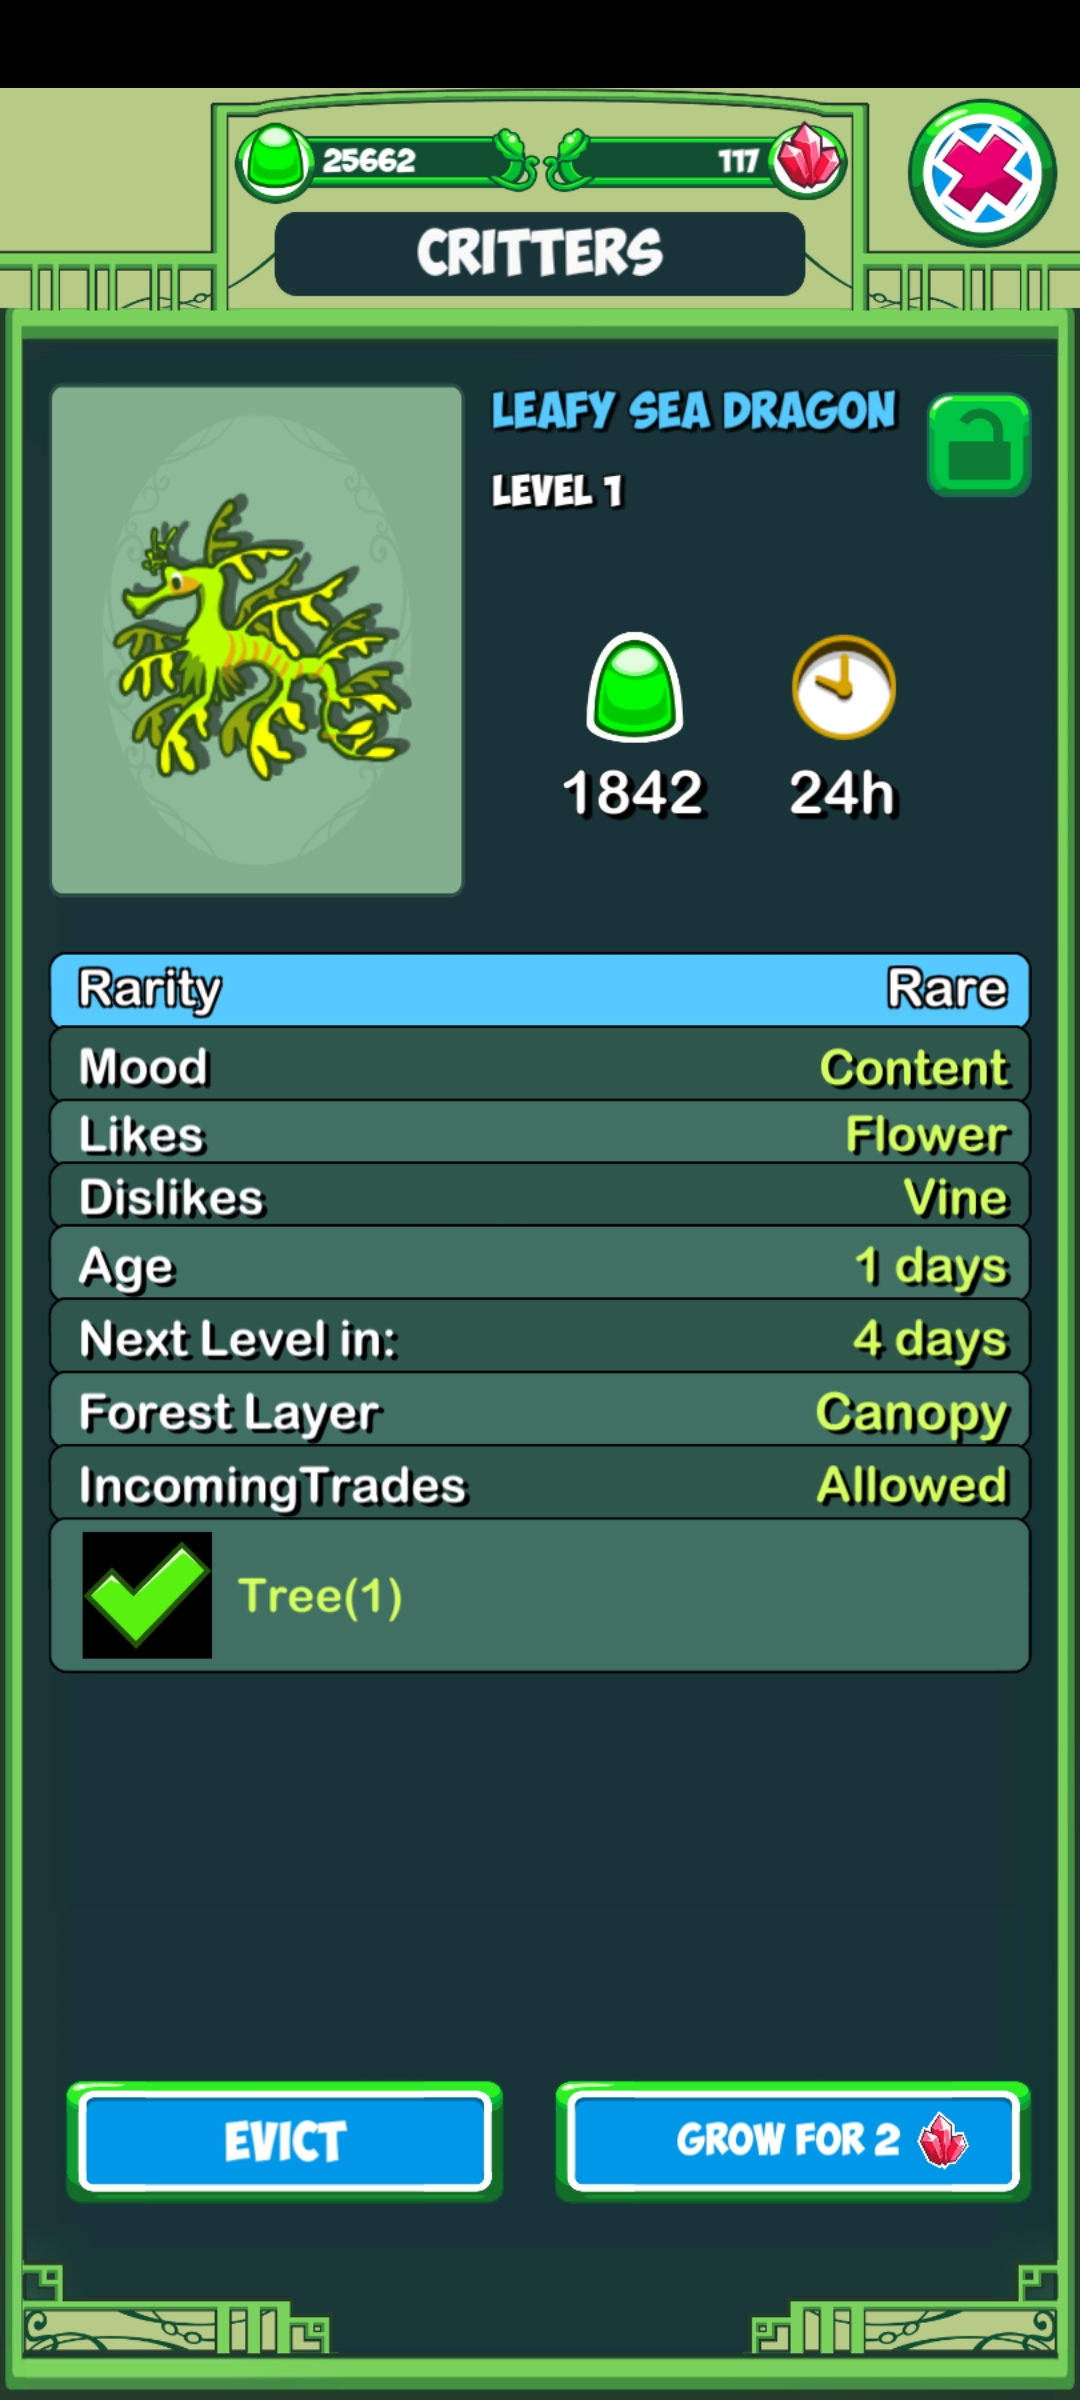 25662 117
CRITTERS
LEAFY SEA DRAGON
LEVEL 1
1842 24h
Rarity Rare
Mood Content
Likes Flower
Dislikes Vine
Age 1 days
Next Level in: 4 days
Forest Layer Canopy
IncomingTrades Allowed
Tree(1)
EVICT GROW FOR 2